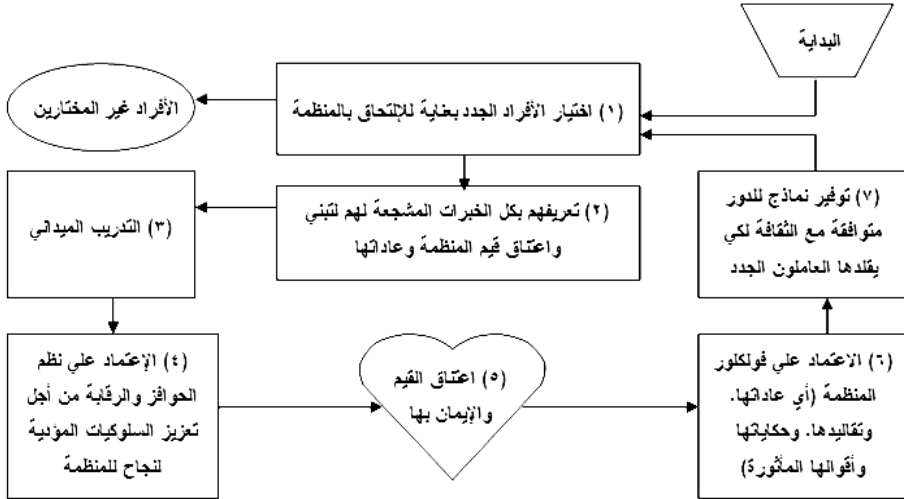 البداية
(١) اختيار الأفراد الجدد بعناية للإلتحاق بالمنظمة
الأفراد غير المختارين
(٢) تعريفهم بكل الخبرات المشجعة لهم لتبني
واعتناق قيم المنظمة وعاداتها
(٣) التدريب الميداني
(٤) الإعتماد علي نظم
الحوافز والرقابة من أجل
تعزيز السلوكيات المؤدية
لنجاح للمنظمة
(٥) اعتناق القيم
والإيمان بها
(٦) الاعتماد علي فولكلور
المنظمة (أي عاداتها.
وتقاليدها. وحكاياتها
وأقوالها المأثورة)
(٧) توفير نماذج للدور
متوافقة مع الثقافة لكي
يقلدها العاملون الجدد